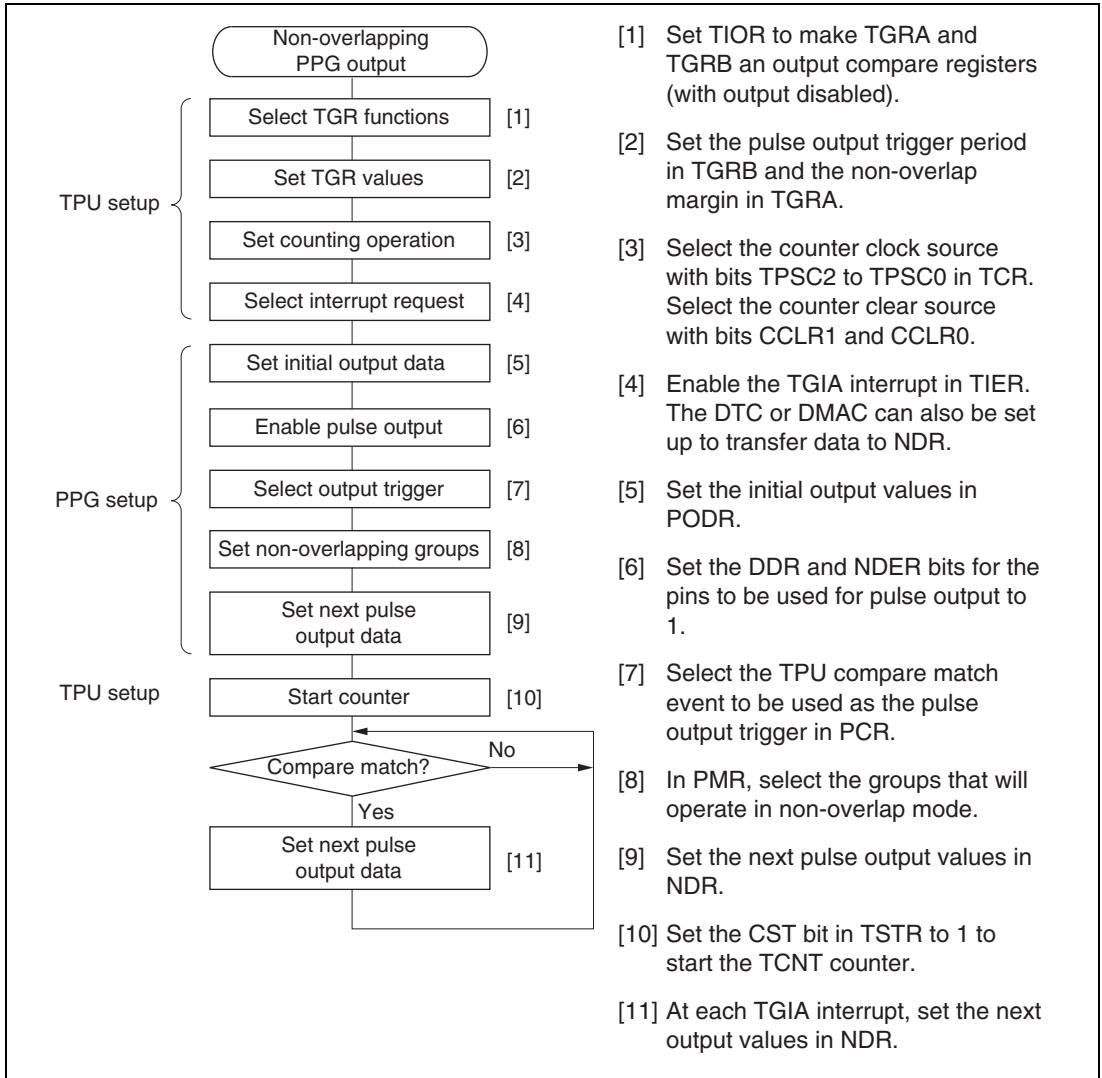 Non-overlapping
PPG output
Select TGR functions [1]
Set TGR values [2]
TPU setup
Set counting operation [3]
Select interrupt request [4]
Set initial output data [5]
Enable pulse output [6]
PPG setup
Select output trigger [7]
Set non-overlapping groups [8]
Set next pulse
output data
[9]
TPU setup
Start counter [10]
Compare match?
No
Yes
Set next pulse
output data
[11]
[1] Set TIOR to make TGRA and
TGRB an output compare registers
(with output disabled).
[2] Set the pulse output trigger period
in TGRB and the non-overlap
margin in TGRA.
[3] Select the counter clock source
with bits TPSC2 to TPSC0 in TCR.
Select the counter clear source
with bits CCLR1 and CCLR0.
[4] Enable the TGIA interrupt in TIER.
The DTC or DMAC can also be set
up to transfer data to NDR.
[5] Set the initial output values in
PODR.
[6] Set the DDR and NDER bits for the
pins to be used for pulse output to
1.
[7] Select the TPU compare match
event to be used as the pulse
output trigger in PCR.
[8] In PMR, select the groups that will
operate in non-overlap mode.
[9] Set the next pulse output values in
NDR.
[10] Set the CST bit in TSTR to 1 to
start the TCNT counter.
[11] At each TGIA interrupt, set the next
output values in NDR.